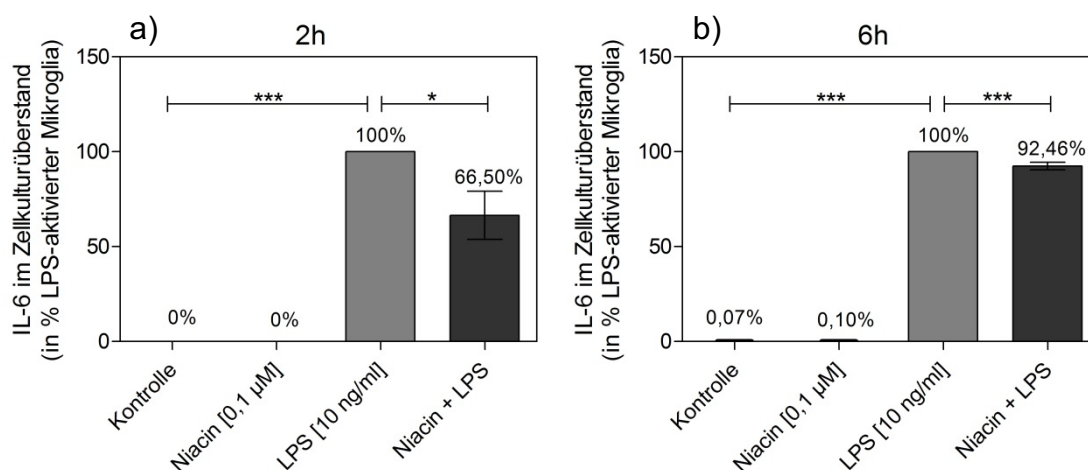 a)
2h
IL-6 im Zellkulturüberstand
(in % LPS-aktivierter Mikroglia)
150
100
50
0
***
*
100%
66,50%
0%
0%
Kontrolle
Niacin [0,1 µM]
LPS [10 ng/ml]
Niacin + LPS
b)
6h
IL-6 im Zellkulturüberstand
(in % LPS-aktivierter Mikroglia)
150
100
50
0
***
***
100%
92,46%
0,07%
0,10%
Kontrolle
Niacin [0,1 µM]
LPS [10 ng/ml]
Niacin + LPS